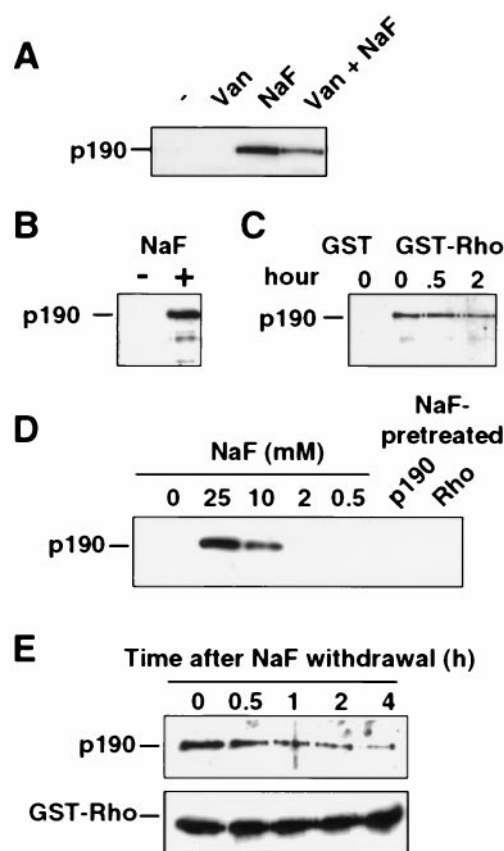 A
- Van NaF Van + NaF
p190
B
NaF
- +
p190
C
GST GST-Rho
hour 0 0 .5 2
p190
D
NaF (mM)
0 25 10 2 0.5
NaF-
pretreated
p190 Rho
p190
E
Time after NaF withdrawal (h)
0 0.5 1 2 4
p190
GST-Rho